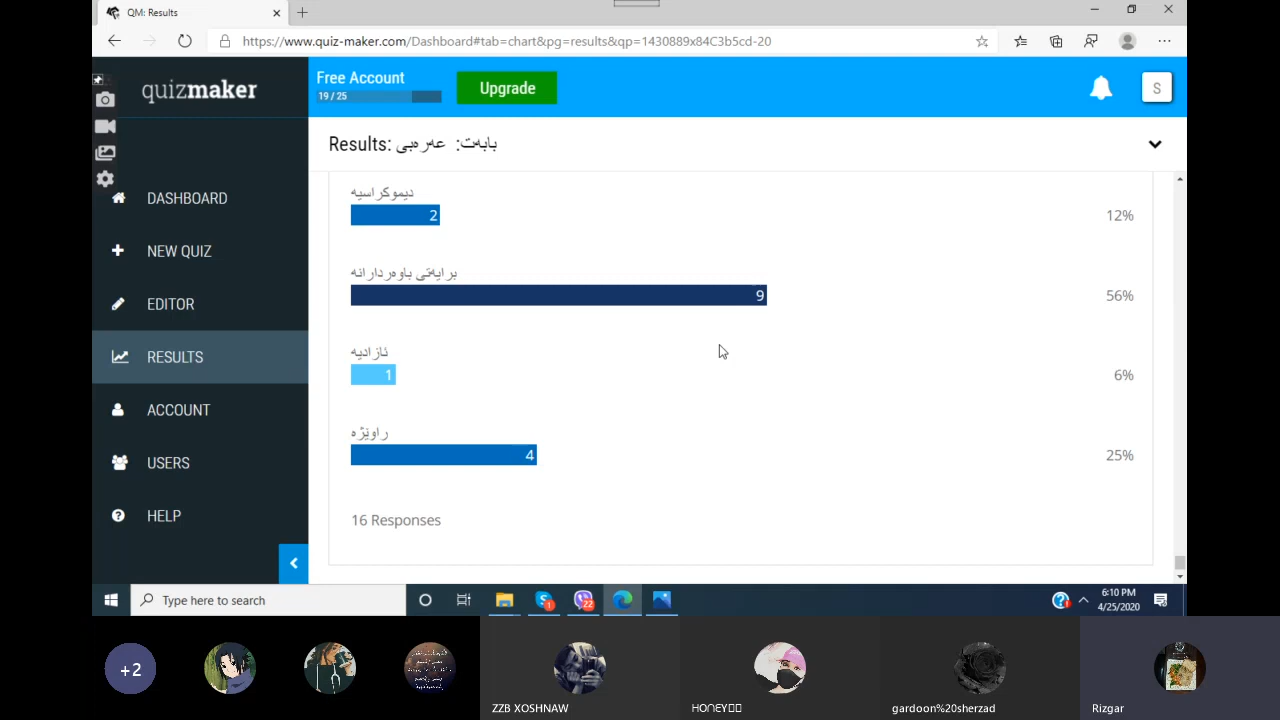 QM: Results
https://www.quiz-maker.com/Dashboard#tab=chart&pg=results&qp=1430889x84C3b5cd-20
quizmaker
Free Account
19 / 25
Upgrade
S
Results: بابەت: عەرەبی
DASHBOARD
NEW QUIZ
EDITOR
RESULTS
ACCOUNT
USERS
HELP
دیموکراسیە
2
12%
برایەتی باوەردارانە
9
56%
ئازادیە
1
6%
راوێژە
4
25%
16 Responses
Type here to search
1
22
6:10 PM
4/25/2020
+2
ZZB XOSHNAW
HONEY
gardoon%20sherzad
Rizgar